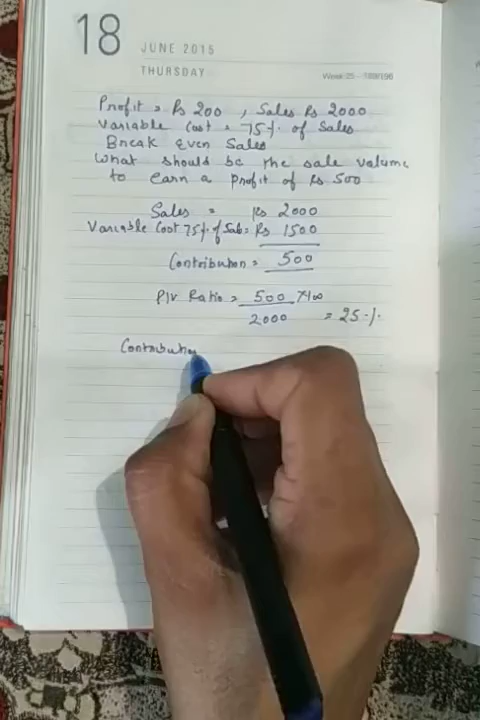 18
JUNE 2015
THURSDAY
Profit = Rs 200 , Sales Rs 2000
Variable Cost = 75% of Sales
Break Even Sales
What should be the sale volume
to earn a profit of Rs 500
Sales = Rs 2000
Variable Cost 75% of Sales = Rs 1500
Contribution = 500
P/V Ratio = 500 x 100
2000 = 25%
Contribution